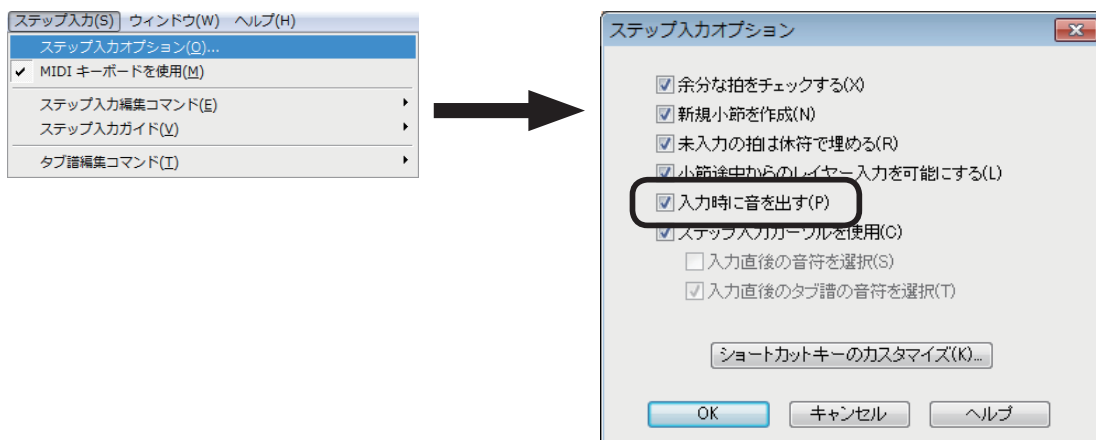 ステップ入力(S) ウィンドウ(W) ヘルプ(H)
ステップ入力オプション(O)...
MIDI キーボードを使用(M)
ステップ入力編集コマンド(E)
ステップ入力ガイド(V)
タブ譜編集コマンド(T)
ステップ入力オプション
余分な拍をチェックする(X)
新規小節を作成(N)
未入力の拍は休符で埋める(R)
小節途中からのレイヤー入力を可能にする(L)
入力時に音を出す(P)
ステップ入力カーソルを使用(C)
入力直後の音符を選択(S)
入力直後のタブ譜の音符を選択(T)
ショートカットキーのカスタマイズ(K)...
OK キャンセル ヘルプ